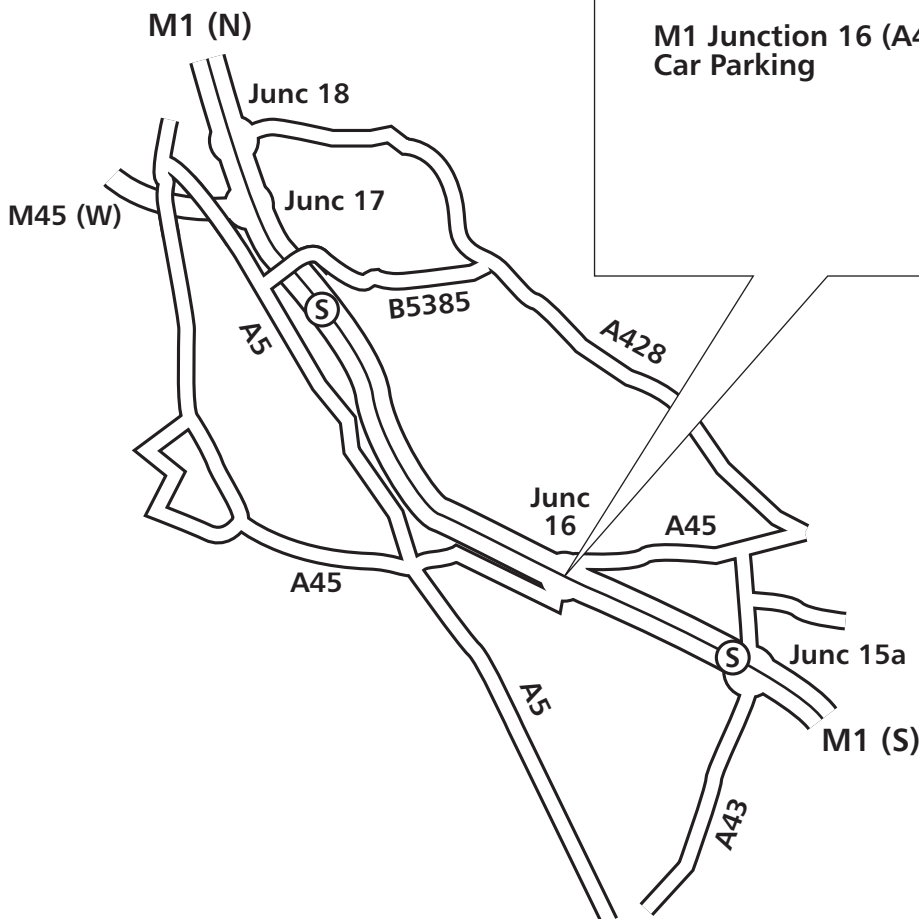 M1 (N)
M1 Junction 16 (A4
Car Parking
Junc 18
Junc 17
M45 (W)
S
B5385
A5
A428
Junc
16
A45
A45
S
Junc 15a
A5
M1 (S)
A43